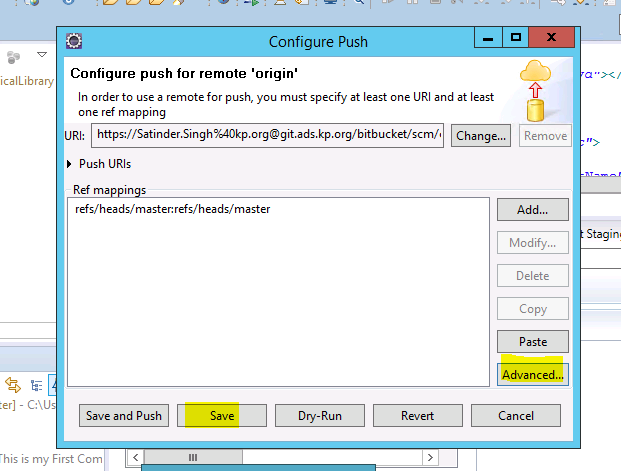 Configure Push
icalLibrary
a"></
Configure push for remote 'origin'
In order to use a remote for push, you must specify at least one URI and at least
one ref mapping
URI:
https://Satinder.Singh%40kp.org@git.ads.kp.org/bitbucket/scm/
Change...
Remove
Push URIs
Ref mappings
refs/heads/master:refs/heads/master
Add...
Modify...
t Staging
Delete
Copy
Paste
Advanced...
ter] - C:\Us
Save and Push
Save
Dry-Run
Revert
Cancel
This is my First Com